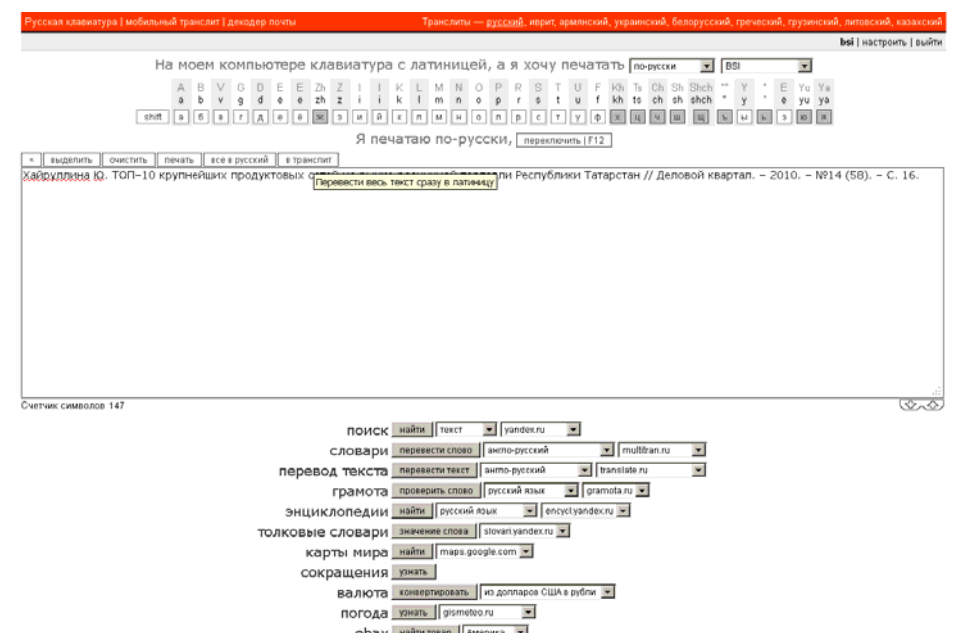 Русская клавиатура | мобильный транслит | декодер почты Транслиты — русский, иврит, армянский, украинский, белорусский, греческий, грузинский, литовский, казахский
bsi | настроить | выйти
На моем компьютере клавиатура с латиницей, а я хочу печатать по-русски BSI
A B V G D E E Zh Z I I K L M N O P R S T U F Kh Ts Ch Sh Shch " Y ' E Yu Ya
a b v g d e e zh z i i k l m n o p r s t u f kh ts ch sh shch " y ' e yu ya
shift а б в г д е ё ж з и й к л м н о п р с т у ф х ц ч ш щ ъ ы ь э ю я
Я печатаю по-русски, переключить | F12
« выделить очистить печать все в русский в транслит
Хайруллина Ю. ТОП–10 крупнейших продуктовых Республики Татарстан // Деловой квартал. – 2010. – №14 (58). – С. 16.
Перевести весь текст сразу в латиницу
Счетчик символов 147
поиск найти текст yandex.ru
словари перевести слово англо-русский multitran.ru
перевод текста перевести текст англо-русский translate.ru
грамота проверить слово русский язык gramota.ru
энциклопедии найти русский язык encycl.yandex.ru
толковые словари значение слова slovari.yandex.ru
карты мира найти maps.google.com
сокращения узнать
валюта конвертировать из долларов США в рубли
погода узнать gismeteo.ru
ebay найти товар Америка